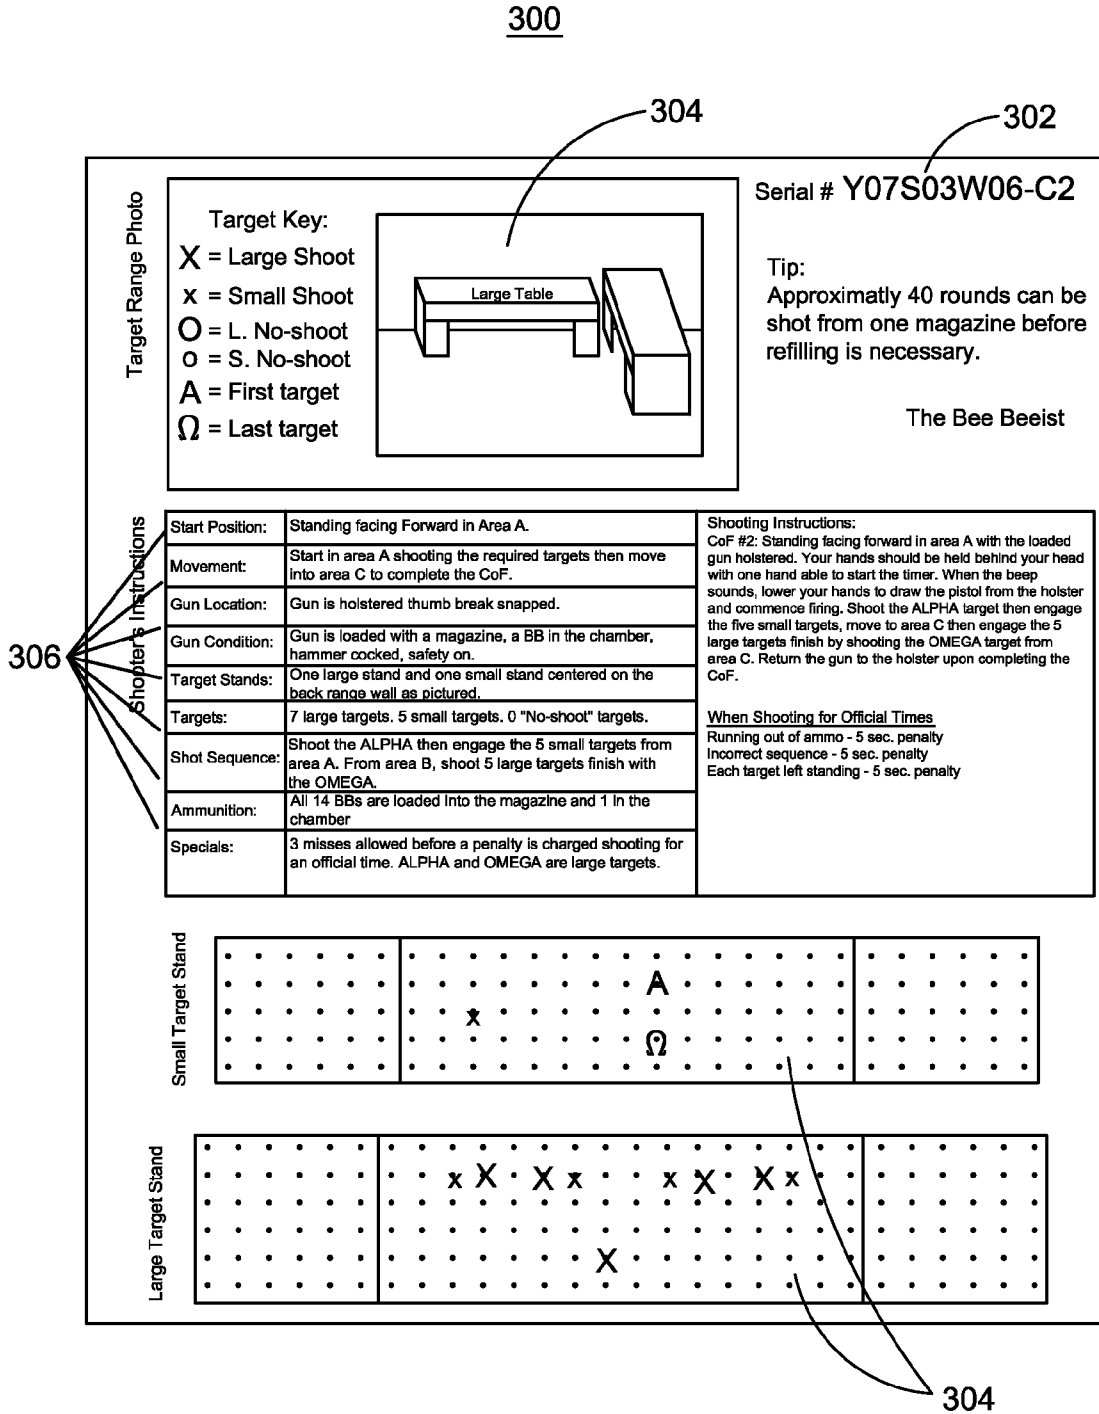 300
304
302
Target Range Photo
Target Key:
X = Large Shoot
x = Small Shoot
O = L. No-shoot
o = S. No-shoot
A = First target
Ω = Last target
Large Table
Serial # Y07S03W06-C2
Tip:
Approximatly 40 rounds can be
shot from one magazine before
refilling is necessary.
The Bee Beeist
306
Shooter's Instructions
Start Position: Standing facing Forward in Area A.
Movement: Start in area A shooting the required targets then move
into area C to complete the CoF.
Gun Location: Gun is holstered thumb break snapped.
Gun Condition: Gun is loaded with a magazine, a BB in the chamber,
hammer cocked, safety on.
Target Stands: One large stand and one small stand centered on the
back range wall as pictured.
Targets: 7 large targets. 5 small targets. 0 "No-shoot" targets.
Shot Sequence: Shoot the ALPHA then engage the 5 small targets from
area A. From area B, shoot 5 large targets finish with
the OMEGA.
Ammunition: All 14 BBs are loaded into the magazine and 1 in the
chamber
Specials: 3 misses allowed before a penalty is charged shooting for
an official time. ALPHA and OMEGA are large targets.
Shooting Instructions:
CoF #2: Standing facing forward in area A with the loaded
gun holstered. Your hands should be held behind your head
with one hand able to start the timer. When the beep
sounds, lower your hands to draw the pistol from the holster
and commence firing. Shoot the ALPHA target then engage
the five small targets, move to area C then engage the 5
large targets finish by shooting the OMEGA target from
area C. Return the gun to the holster upon completing the
CoF.
When Shooting for Official Times
Running out of ammo - 5 sec. penalty
Incorrect sequence - 5 sec. penalty
Each target left standing - 5 sec. penalty
Small Target Stand
A
x
Ω
Large Target Stand
x X X x x X X x
X
304